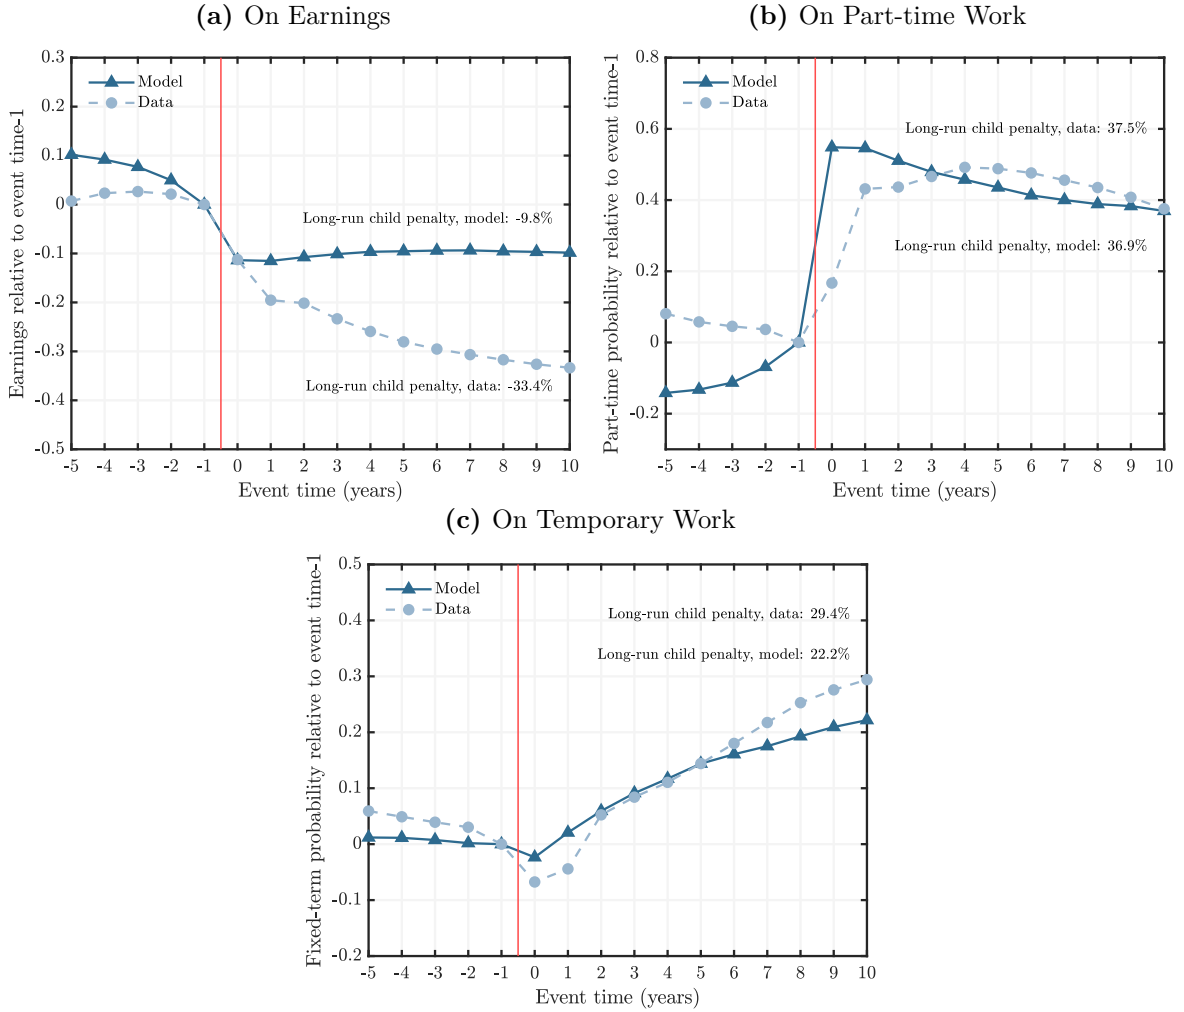 (a) On Earnings
Earnings relative to event time-1
0.3
0.2
0.1
0
-0.1
-0.2
-0.3
-0.4
-0.5
Model
Data
Long-run child penalty, model: -9.8%
Long-run child penalty, data: -33.4%
-5 -4 -3 -2 -1 0 1 2 3 4 5 6 7 8 9 10
Event time (years)
(b) On Part-time Work
Part-time probability relative to event time-1
0.8
0.6
0.4
0.2
0
-0.2
Model
Data
Long-run child penalty, data: 37.5%
Long-run child penalty, model: 36.9%
-5 -4 -3 -2 -1 0 1 2 3 4 5 6 7 8 9 10
Event time (years)
(c) On Temporary Work
Fixed-term probability relative to event time-1
0.5
0.4
0.3
0.2
0.1
0
-0.1
-0.2
Model
Data
Long-run child penalty, data: 29.4%
Long-run child penalty, model: 22.2%
-5 -4 -3 -2 -1 0 1 2 3 4 5 6 7 8 9 10
Event time (years)